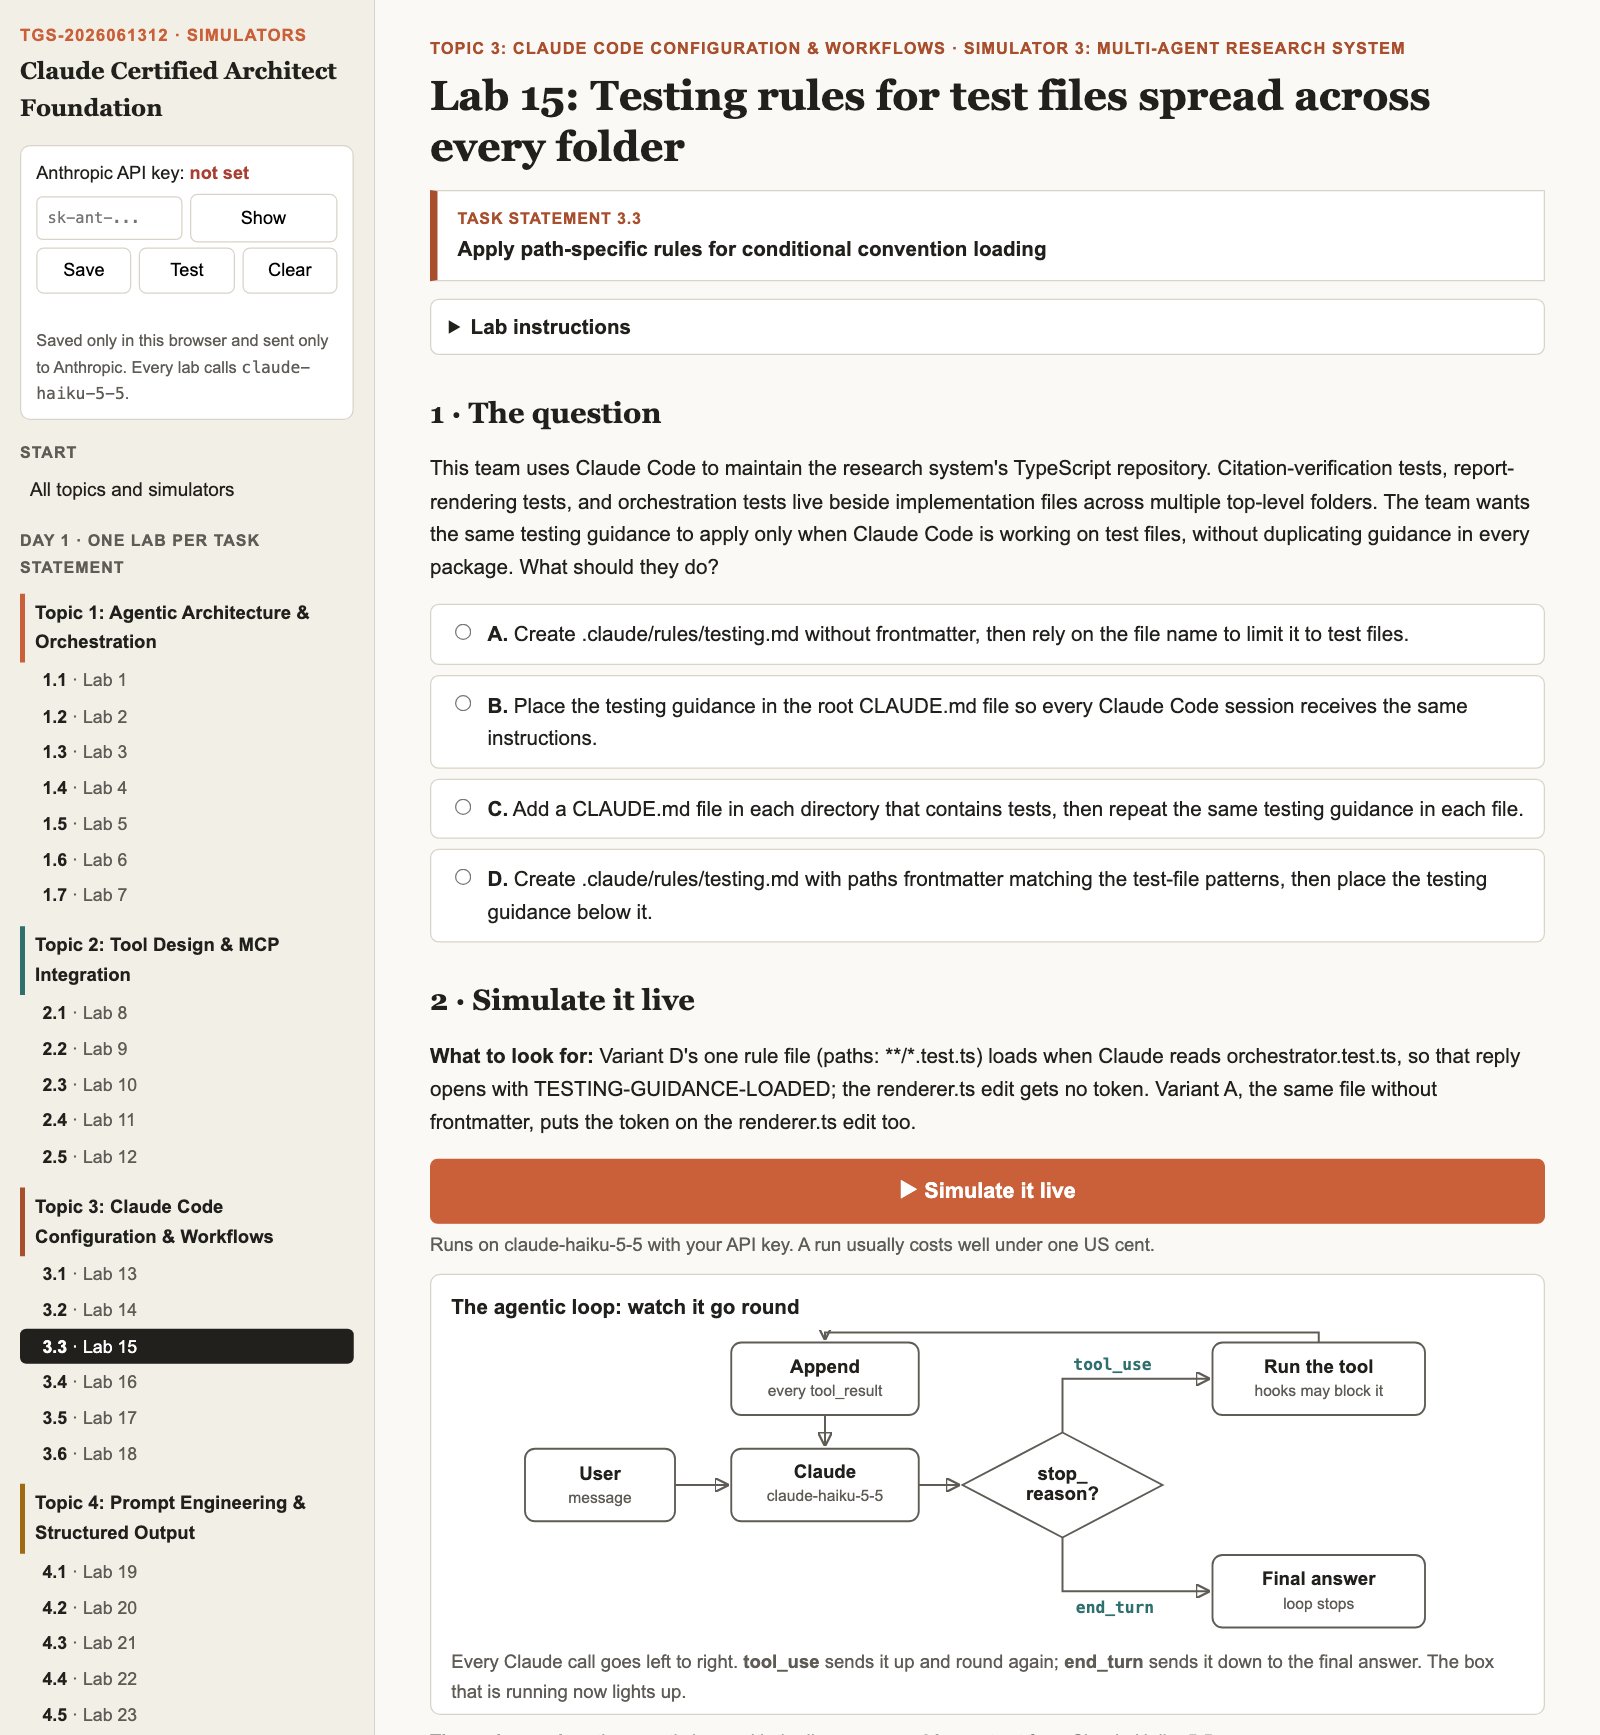 TGS-2026061312 · SIMULATORS
Claude Certified Architect
Foundation
Anthropic API key: not set
sk-ant-...
Show
Save
Test
Clear
Saved only in this browser and sent only
to Anthropic. Every lab calls claude-
haiku-5-5.
START
All topics and simulators
DAY 1 · ONE LAB PER TASK
STATEMENT
Topic 1: Agentic Architecture &
Orchestration
1.1 · Lab 1
1.2 · Lab 2
1.3 · Lab 3
1.4 · Lab 4
1.5 · Lab 5
1.6 · Lab 6
1.7 · Lab 7
Topic 2: Tool Design & MCP
Integration
2.1 · Lab 8
2.2 · Lab 9
2.3 · Lab 10
2.4 · Lab 11
2.5 · Lab 12
Topic 3: Claude Code
Configuration & Workflows
3.1 · Lab 13
3.2 · Lab 14
3.3 · Lab 15
3.4 · Lab 16
3.5 · Lab 17
3.6 · Lab 18
Topic 4: Prompt Engineering &
Structured Output
4.1 · Lab 19
4.2 · Lab 20
4.3 · Lab 21
4.4 · Lab 22
4.5 · Lab 23
TOPIC 3: CLAUDE CODE CONFIGURATION & WORKFLOWS · SIMULATOR 3: MULTI-AGENT RESEARCH SYSTEM
Lab 15: Testing rules for test files spread across
every folder
TASK STATEMENT 3.3
Apply path-specific rules for conditional convention loading
▶ Lab instructions
1 · The question
This team uses Claude Code to maintain the research system's TypeScript repository. Citation-verification tests, report-
rendering tests, and orchestration tests live beside implementation files across multiple top-level folders. The team wants
the same testing guidance to apply only when Claude Code is working on test files, without duplicating guidance in every
package. What should they do?
A. Create .claude/rules/testing.md without frontmatter, then rely on the file name to limit it to test files.
B. Place the testing guidance in the root CLAUDE.md file so every Claude Code session receives the same
instructions.
C. Add a CLAUDE.md file in each directory that contains tests, then repeat the same testing guidance in each file.
D. Create .claude/rules/testing.md with paths frontmatter matching the test-file patterns, then place the testing
guidance below it.
2 · Simulate it live
What to look for: Variant D's one rule file (paths: **/*.test.ts) loads when Claude reads orchestrator.test.ts, so that reply
opens with TESTING-GUIDANCE-LOADED; the renderer.ts edit gets no token. Variant A, the same file without
frontmatter, puts the token on the renderer.ts edit too.
▶ Simulate it live
Runs on claude-haiku-5-5 with your API key. A run usually costs well under one US cent.
The agentic loop: watch it go round
Append
every tool_result
tool_use
Run the tool
hooks may block it
User
message
Claude
claude-haiku-5-5
stop_
reason?
end_turn
Final answer
loop stops
Every Claude call goes left to right. tool_use sends it up and round again; end_turn sends it down to the final answer. The box
that is running now lights up.